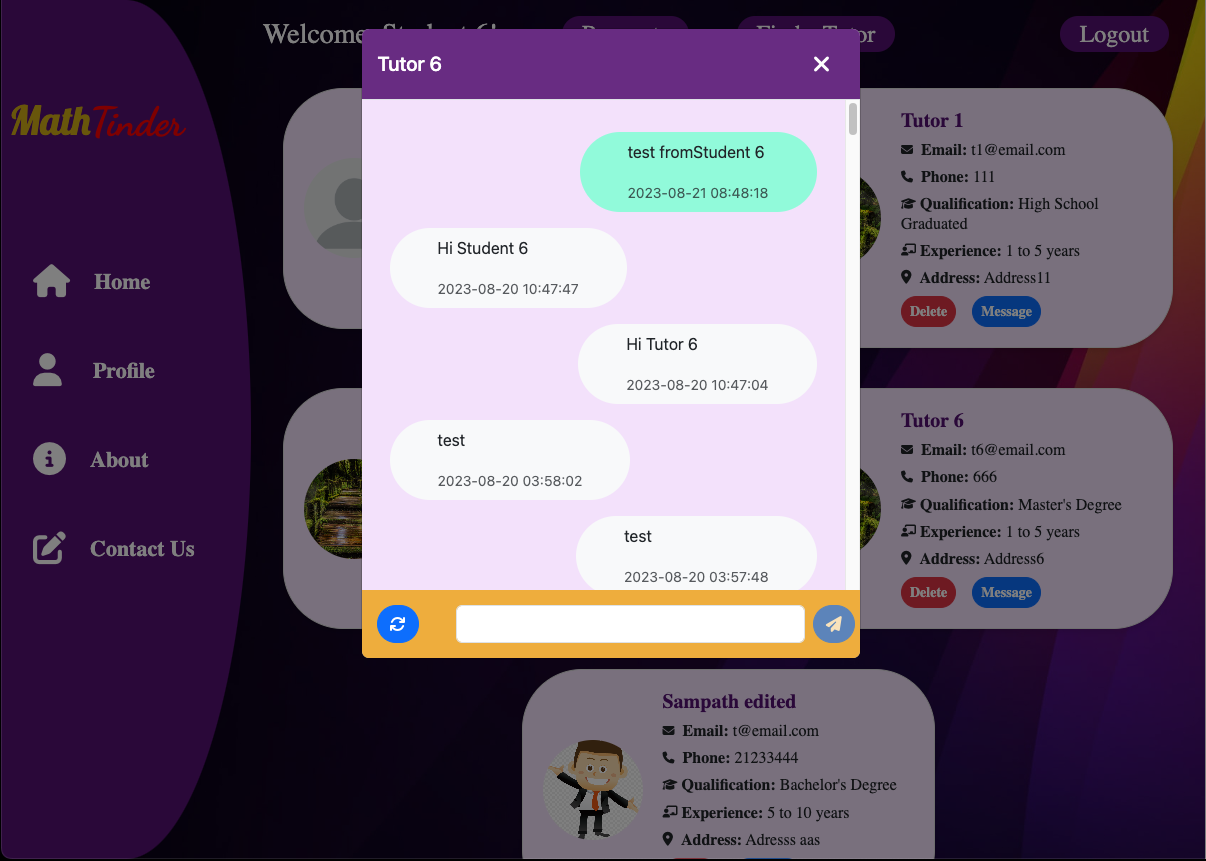 Welcome Student 6!
Logout
MathTinder
Home
Profile
About
Contact Us
Tutor 6
test fromStudent 6
2023-08-21 08:48:18
Hi Student 6
2023-08-20 10:47:47
Hi Tutor 6
2023-08-20 10:47:04
test
2023-08-20 03:58:02
test
2023-08-20 03:57:48
Tutor 1
Email: t1@email.com
Phone: 111
Qualification: High School
Graduated
Experience: 1 to 5 years
Address: Address11
Delete Message
Tutor 6
Email: t6@email.com
Phone: 666
Qualification: Master's Degree
Experience: 1 to 5 years
Address: Address6
Delete Message
Sampath edited
Email: t@email.com
Phone: 21233444
Qualification: Bachelor's Degree
Experience: 5 to 10 years
Address: Adresss aas